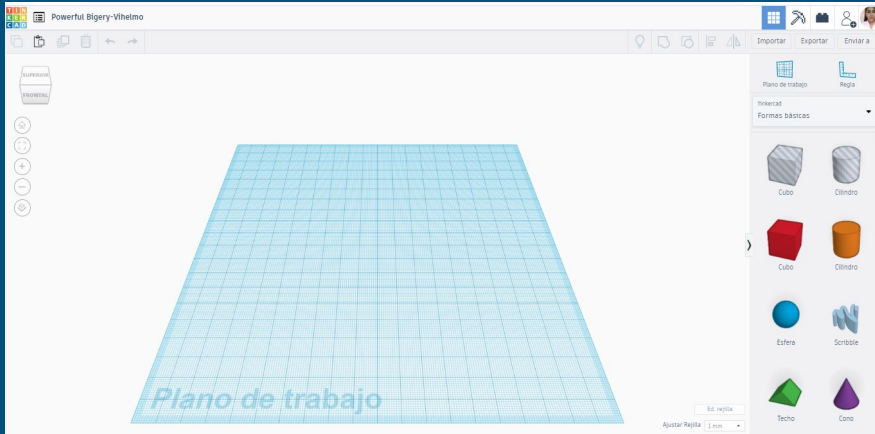 TIN
KER
CAD
Powerful Bigery-Vihelmo
Importar Exportar Enviar a
SUPERIOR
FRONTAL
Plano de trabajo Regla
Tinkercad
Formas básicas
Cubo Cilindro
Cubo Cilindro
Esfera Scribble
Techo Cono
Plano de trabajo
Ed. rejilla
Ajustar Rejilla 1 mm